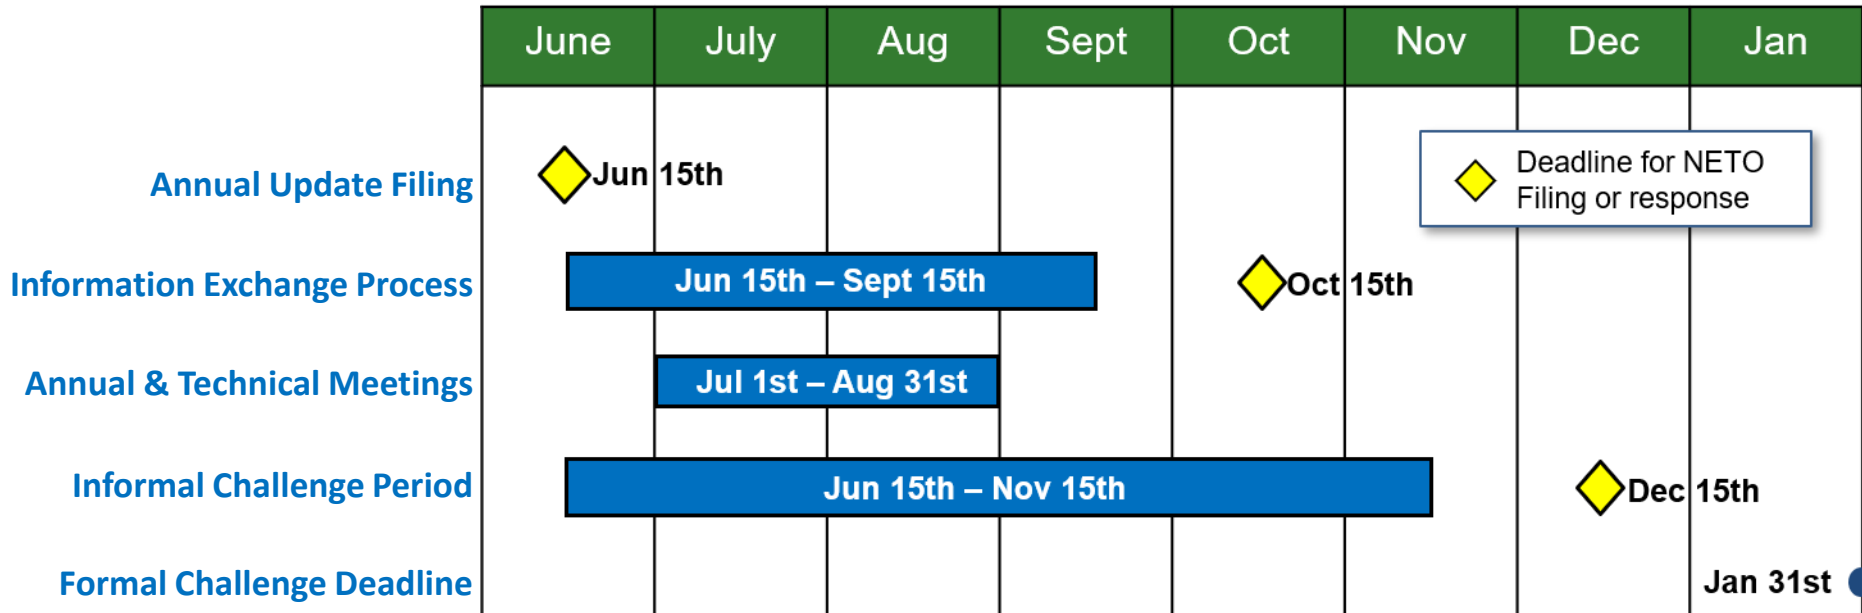 June July Aug Sept Oct Nov Dec Jan
Deadline for NETO
Filing or response
Annual Update Filing Jun 15th
Information Exchange Process Jun 15th – Sept 15th Oct 15th
Annual & Technical Meetings Jul 1st – Aug 31st
Informal Challenge Period Jun 15th – Nov 15th Dec 15th
Formal Challenge Deadline Jan 31st